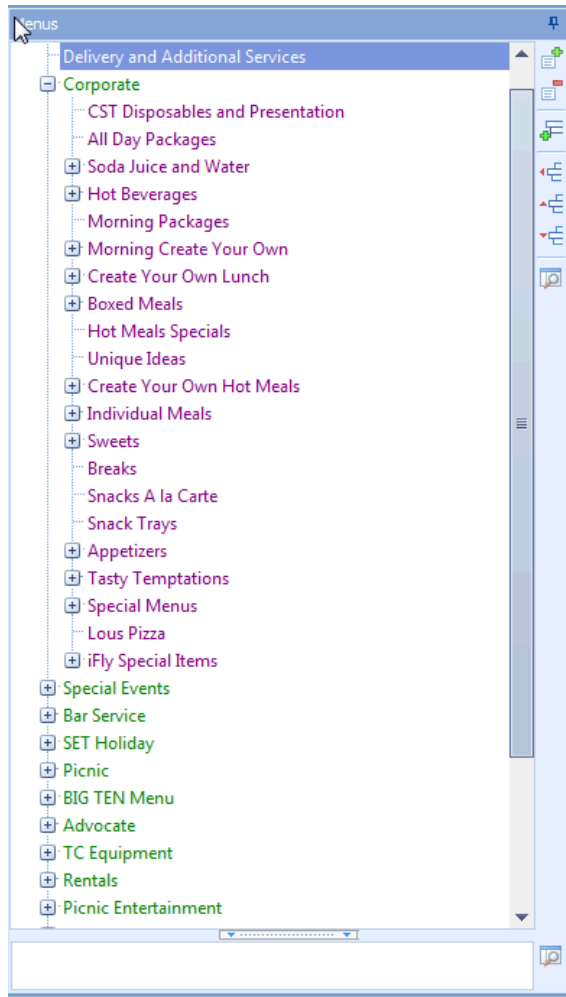 Menus
Delivery and Additional Services
Corporate
CST Disposables and Presentation
All Day Packages
Soda Juice and Water
Hot Beverages
Morning Packages
Morning Create Your Own
Create Your Own Lunch
Boxed Meals
Hot Meals Specials
Unique Ideas
Create Your Own Hot Meals
Individual Meals
Sweets
Breaks
Snacks A la Carte
Snack Trays
Appetizers
Tasty Temptations
Special Menus
Lous Pizza
iFly Special Items
Special Events
Bar Service
SET Holiday
Picnic
BIG TEN Menu
Advocate
TC Equipment
Rentals
Picnic Entertainment